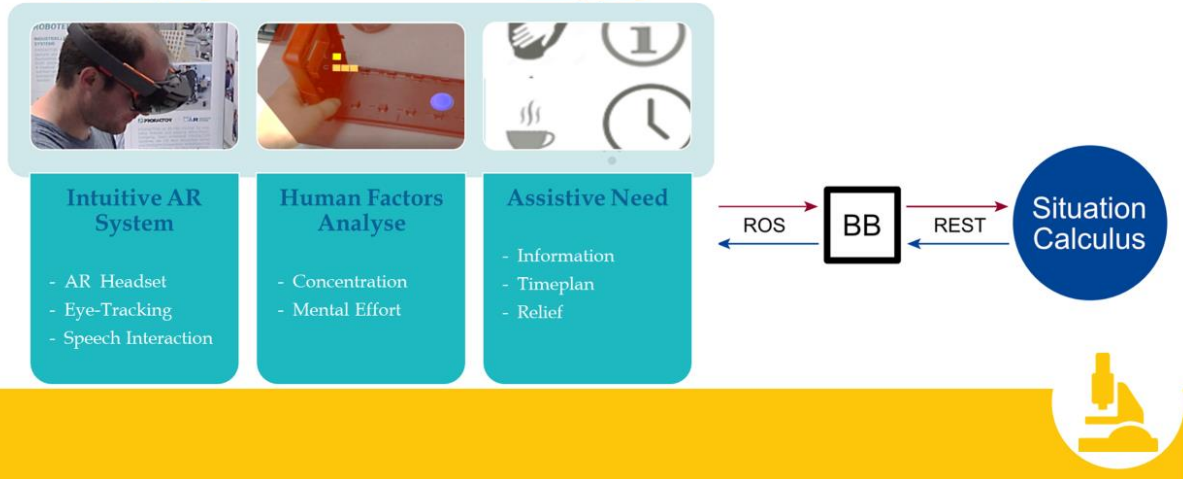 ROBOTE
Intuitive AR
System
- AR Headset
- Eye-Tracking
- Speech Interaction
Human Factors
Analyse
- Concentration
- Mental Effort
Assistive Need
- Information
- Timeplan
- Relief
ROS
BB
REST
Situation
Calculus